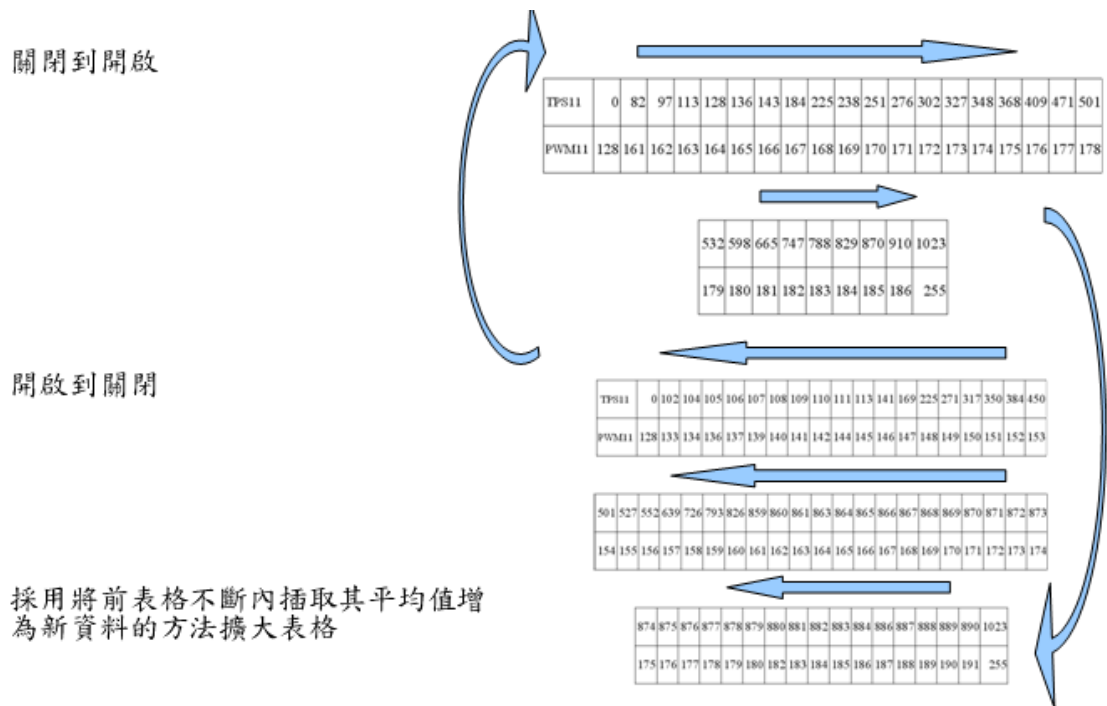 關閉到開啟
TPS11 0 82 97 113 128 136 143 184 225 238 251 276 302 327 348 368 409 471 501
PWM11 128 161 162 163 164 165 166 167 168 169 170 171 172 173 174 175 176 177 178
532 598 665 747 788 829 870 910 1023
179 180 181 182 183 184 185 186 255
開啟到關閉
TPS11 0 102 104 105 106 107 108 109 110 111 113 141 169 225 271 317 350 384 450
PWM11 128 133 134 136 137 139 140 141 142 144 145 146 147 148 149 150 151 152 153
501 527 552 639 726 793 826 859 860 861 863 864 865 866 867 868 869 870 871 872 873
154 155 156 157 158 159 160 161 162 163 164 165 166 167 168 169 170 171 172 173 174
採用將前表格不斷內插取其平均值增
為新資料的方法擴大表格
874 875 876 877 878 879 880 881 882 883 884 886 887 888 889 890 1023
175 176 177 178 179 180 182 183 184 185 186 187 188 189 190 191 255